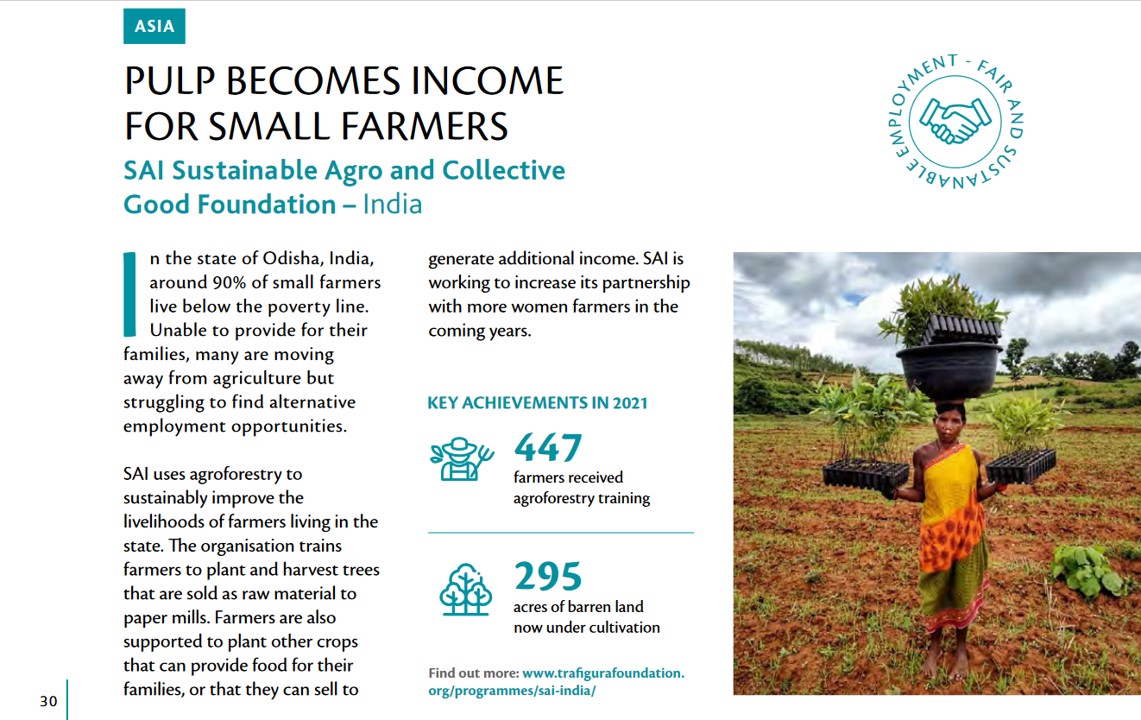 ASIA
PULP BECOMES INCOME
FOR SMALL FARMERS
SAI Sustainable Agro and Collective
Good Foundation – India
EMPLOYMENT - FAIR AND SUSTAINABLE
In the state of Odisha, India,
around 90% of small farmers
live below the poverty line.
Unable to provide for their
families, many are moving
away from agriculture but
struggling to find alternative
employment opportunities.
SAI uses agroforestry to
sustainably improve the
livelihoods of farmers living in the
state. The organisation trains
farmers to plant and harvest trees
that are sold as raw material to
paper mills. Farmers are also
supported to plant other crops
that can provide food for their
families, or that they can sell to
generate additional income. SAI is
working to increase its partnership
with more women farmers in the
coming years.
KEY ACHIEVEMENTS IN 2021
447
farmers received
agroforestry training
295
acres of barren land
now under cultivation
Find out more: www.trafigurafoundation.
org/programmes/sai-india/
30